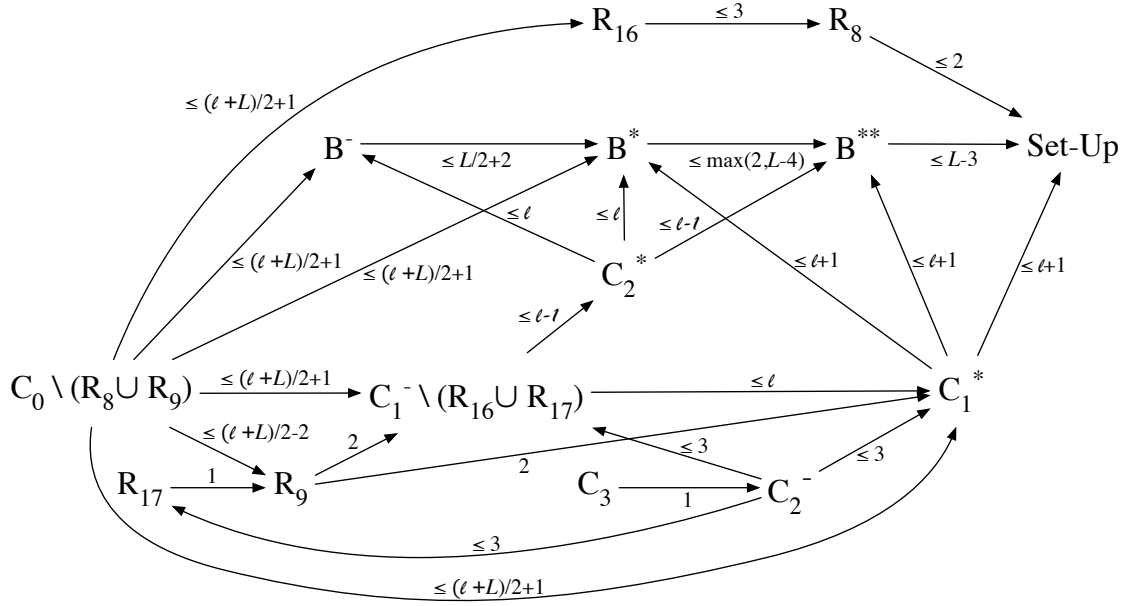 R₁₆ ≤ 3 R₈
≤ 2
≤ (ℓ +L)/2+1
B⁻ ≤ L/2+2 B* ≤ max(2,L-4) B** ≤ L-3 Set-Up
≤ ℓ ≤ ℓ ≤ ℓ-1
≤ (ℓ +L)/2+1 ≤ (ℓ +L)/2+1 C₂* ≤ ℓ+1 ≤ ℓ+1 ≤ ℓ+1
≤ ℓ-1
C₀ \ (R₈ ∪ R₉) ≤ (ℓ +L)/2+1 C₁⁻ \ (R₁₆ ∪ R₁₇) ≤ ℓ C₁*
≤ (ℓ +L)/2-2 2 2 ≤ 3 ≤ 3
R₁₇ 1 R₉ C₃ 1 C₂⁻
≤ 3
≤ (ℓ +L)/2+1